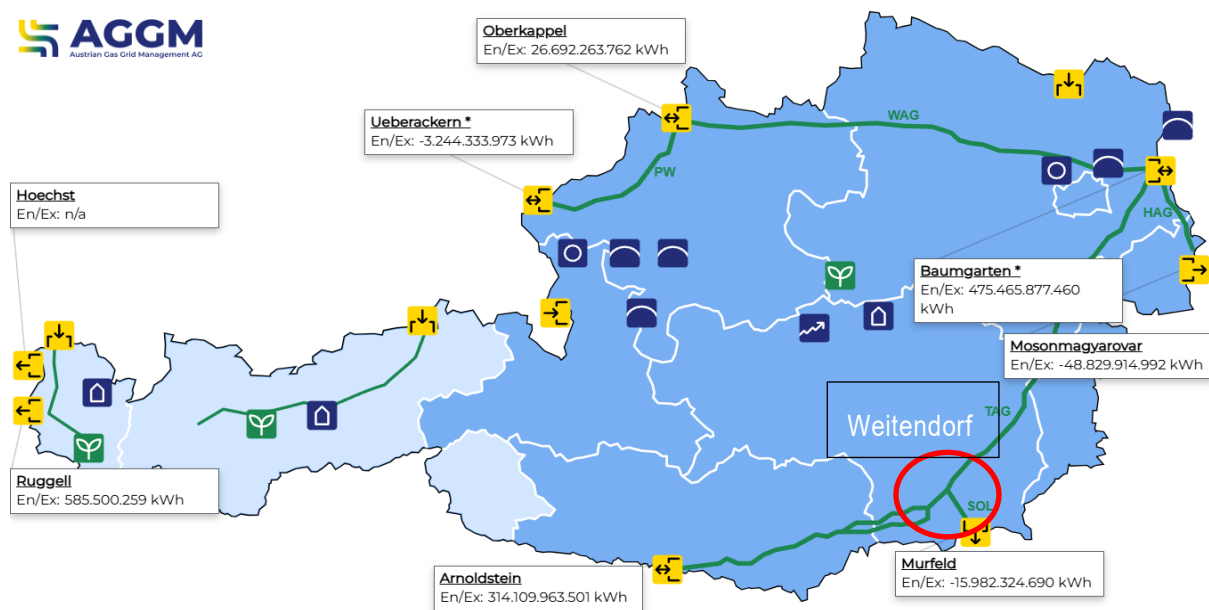 AGGM
Austrian Gas Grid Management AG
Oberkappel
En/Ex: 26.692.263.762 kWh
Ueberackern *
En/Ex: -3.244.333.973 kWh
WAG
PW
Hoechst
En/Ex: n/a
HAG
Baumgarten *
En/Ex: 475.465.877.460
kWh
Mosonmagyarovar
En/Ex: -48.829.914.992 kWh
TAG
Weitendorf
Ruggell
En/Ex: 585.500.259 kWh
SOL
Murfeld
En/Ex: -15.982.324.690 kWh
Arnoldstein
En/Ex: 314.109.963.501 kWh